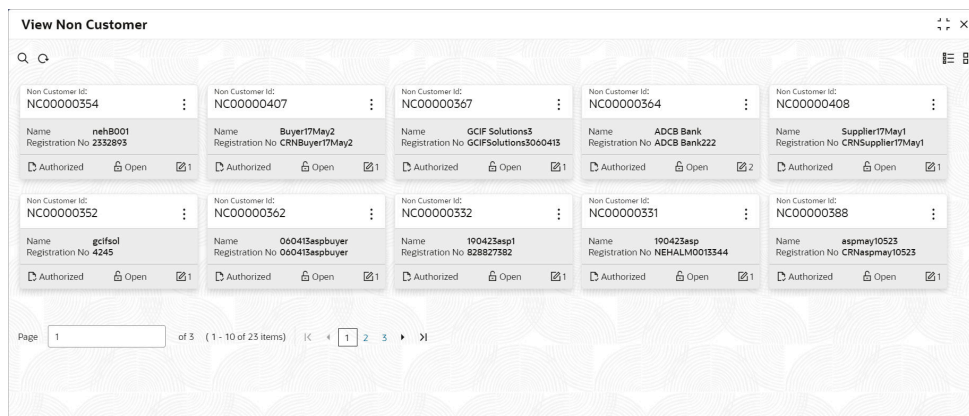 View Non Customer
Non Customer Id:
NC00000354
Name nehB001
Registration No 2332893
Authorized Open 1
Non Customer Id:
NC00000407
Name Buyer17May2
Registration No CRNBuyer17May2
Authorized Open 1
Non Customer Id:
NC00000367
Name GCIF Solutions3
Registration No GCIFSolutions3060413
Authorized Open 1
Non Customer Id:
NC00000364
Name ADCB Bank
Registration No ADCB Bank222
Authorized Open 2
Non Customer Id:
NC00000408
Name Supplier17May1
Registration No CRNSupplier17May1
Authorized Open 1
Non Customer Id:
NC00000352
Name gcifsol
Registration No 4245
Authorized Open 1
Non Customer Id:
NC00000362
Name 060413aspbuyer
Registration No 060413aspbuyer
Authorized Open 1
Non Customer Id:
NC00000332
Name 190423asp1
Registration No 828827382
Authorized Open 1
Non Customer Id:
NC00000331
Name 190423asp
Registration No NEHALM0013344
Authorized Open 1
Non Customer Id:
NC00000388
Name aspmay10523
Registration No CRNaspmay10523
Authorized Open 1
Page 1 of 3 ( 1 - 10 of 23 items) 1 2 3